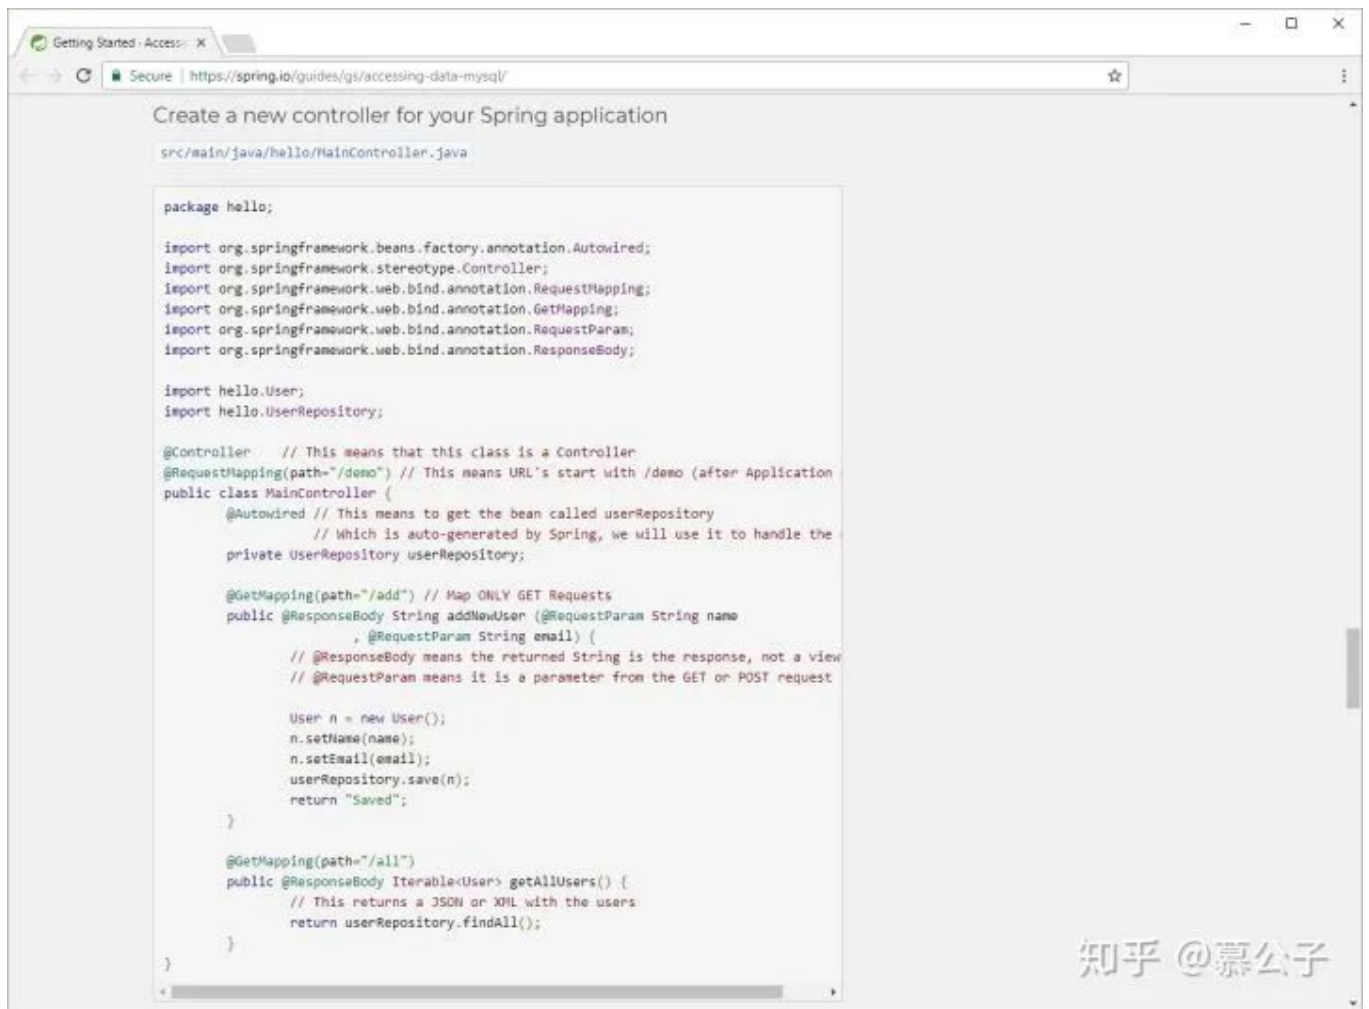 Getting Started · Access
Secure | https://spring.io/guides/gs/accessing-data-mysql/
Create a new controller for your Spring application
src/main/java/hello/MainController.java
package hello;
import org.springframework.beans.factory.annotation.Autowired;
import org.springframework.stereotype.Controller;
import org.springframework.web.bind.annotation.RequestMapping;
import org.springframework.web.bind.annotation.GetMapping;
import org.springframework.web.bind.annotation.RequestParam;
import org.springframework.web.bind.annotation.ResponseBody;
import hello.User;
import hello.UserRepository;
@Controller    // This means that this class is a Controller
@RequestMapping(path="/demo") // This means URL's start with /demo (after Application
public class MainController {
@Autowired // This means to get the bean called userRepository
// Which is auto-generated by Spring, we will use it to handle the
private UserRepository userRepository;
@GetMapping(path="/add") // Map ONLY GET Requests
public @ResponseBody String addNewUser (@RequestParam String name
, @RequestParam String email) {
// @ResponseBody means the returned String is the response, not a view
// @RequestParam means it is a parameter from the GET or POST request
User n = new User();
n.setName(name);
n.setEmail(email);
userRepository.save(n);
return "Saved";
}
@GetMapping(path="/all")
public @ResponseBody Iterable<User> getAllUsers() {
// This returns a JSON or XML with the users
return userRepository.findAll();
}
}
知乎 @慕公子